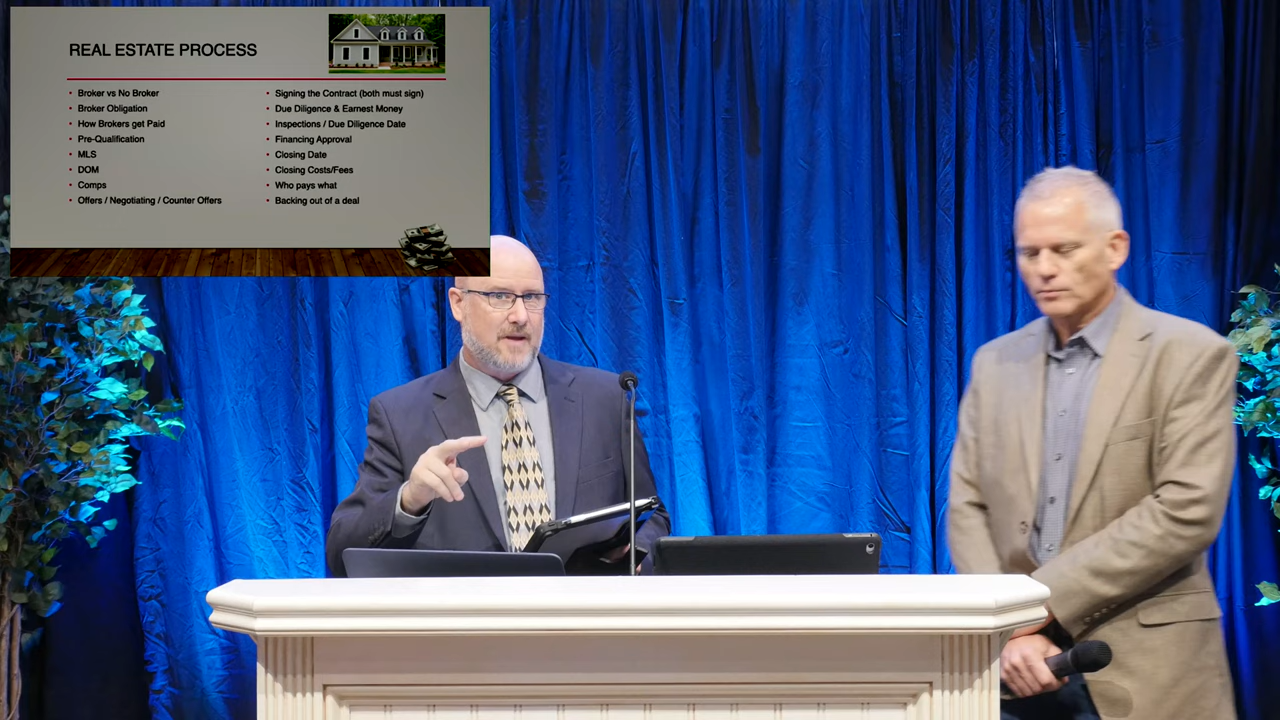 REAL ESTATE PROCESS
• Broker vs No Broker
• Broker Obligation
• How Brokers get Paid
• Pre-Qualification
• MLS
• DOM
• Comps
• Offers / Negotiating / Counter Offers
• Signing the Contract (both must sign)
• Due Diligence & Earnest Money
• Inspections / Due Diligence Date
• Financing Approval
• Closing Date
• Closing Costs/Fees
• Who pays what
• Backing out of a deal